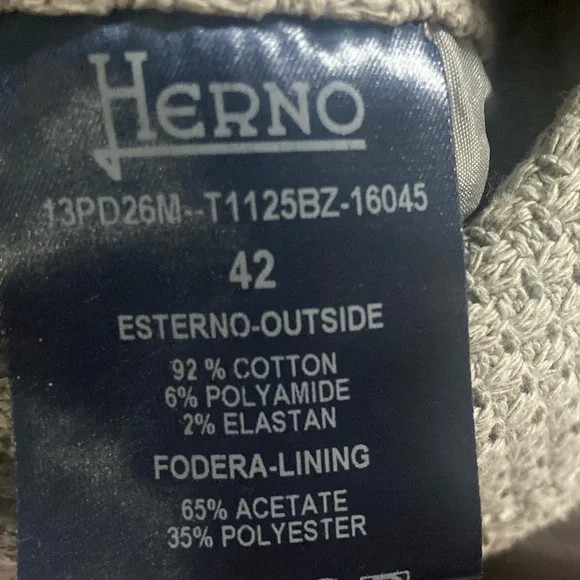 HERNO
13PD26M--T1125BZ-16045
42
ESTERNO-OUTSIDE
92 % COTTON
6% POLYAMIDE
2% ELASTAN
FODERA-LINING
65% ACETATE
35% POLYESTER